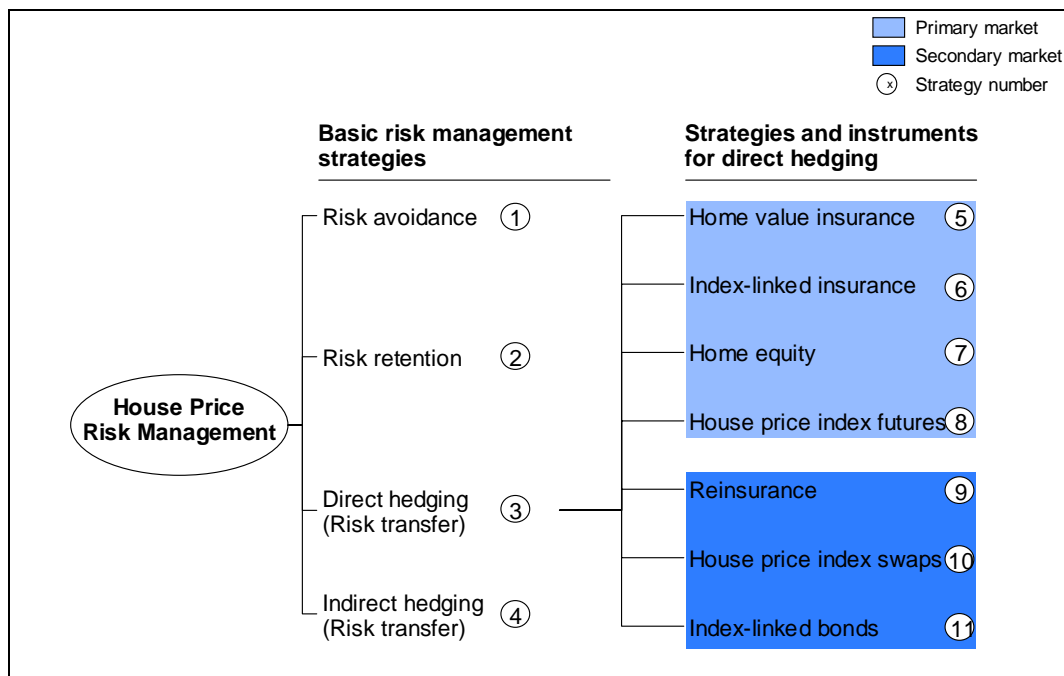 Primary market
Secondary market
x Strategy number
Basic risk management
strategies
Strategies and instruments
for direct hedging
Risk avoidance 1
Risk retention 2
House Price
Risk Management
Direct hedging 3
(Risk transfer)
Indirect hedging 4
(Risk transfer)
Home value insurance 5
Index-linked insurance 6
Home equity 7
House price index futures 8
Reinsurance 9
House price index swaps 10
Index-linked bonds 11